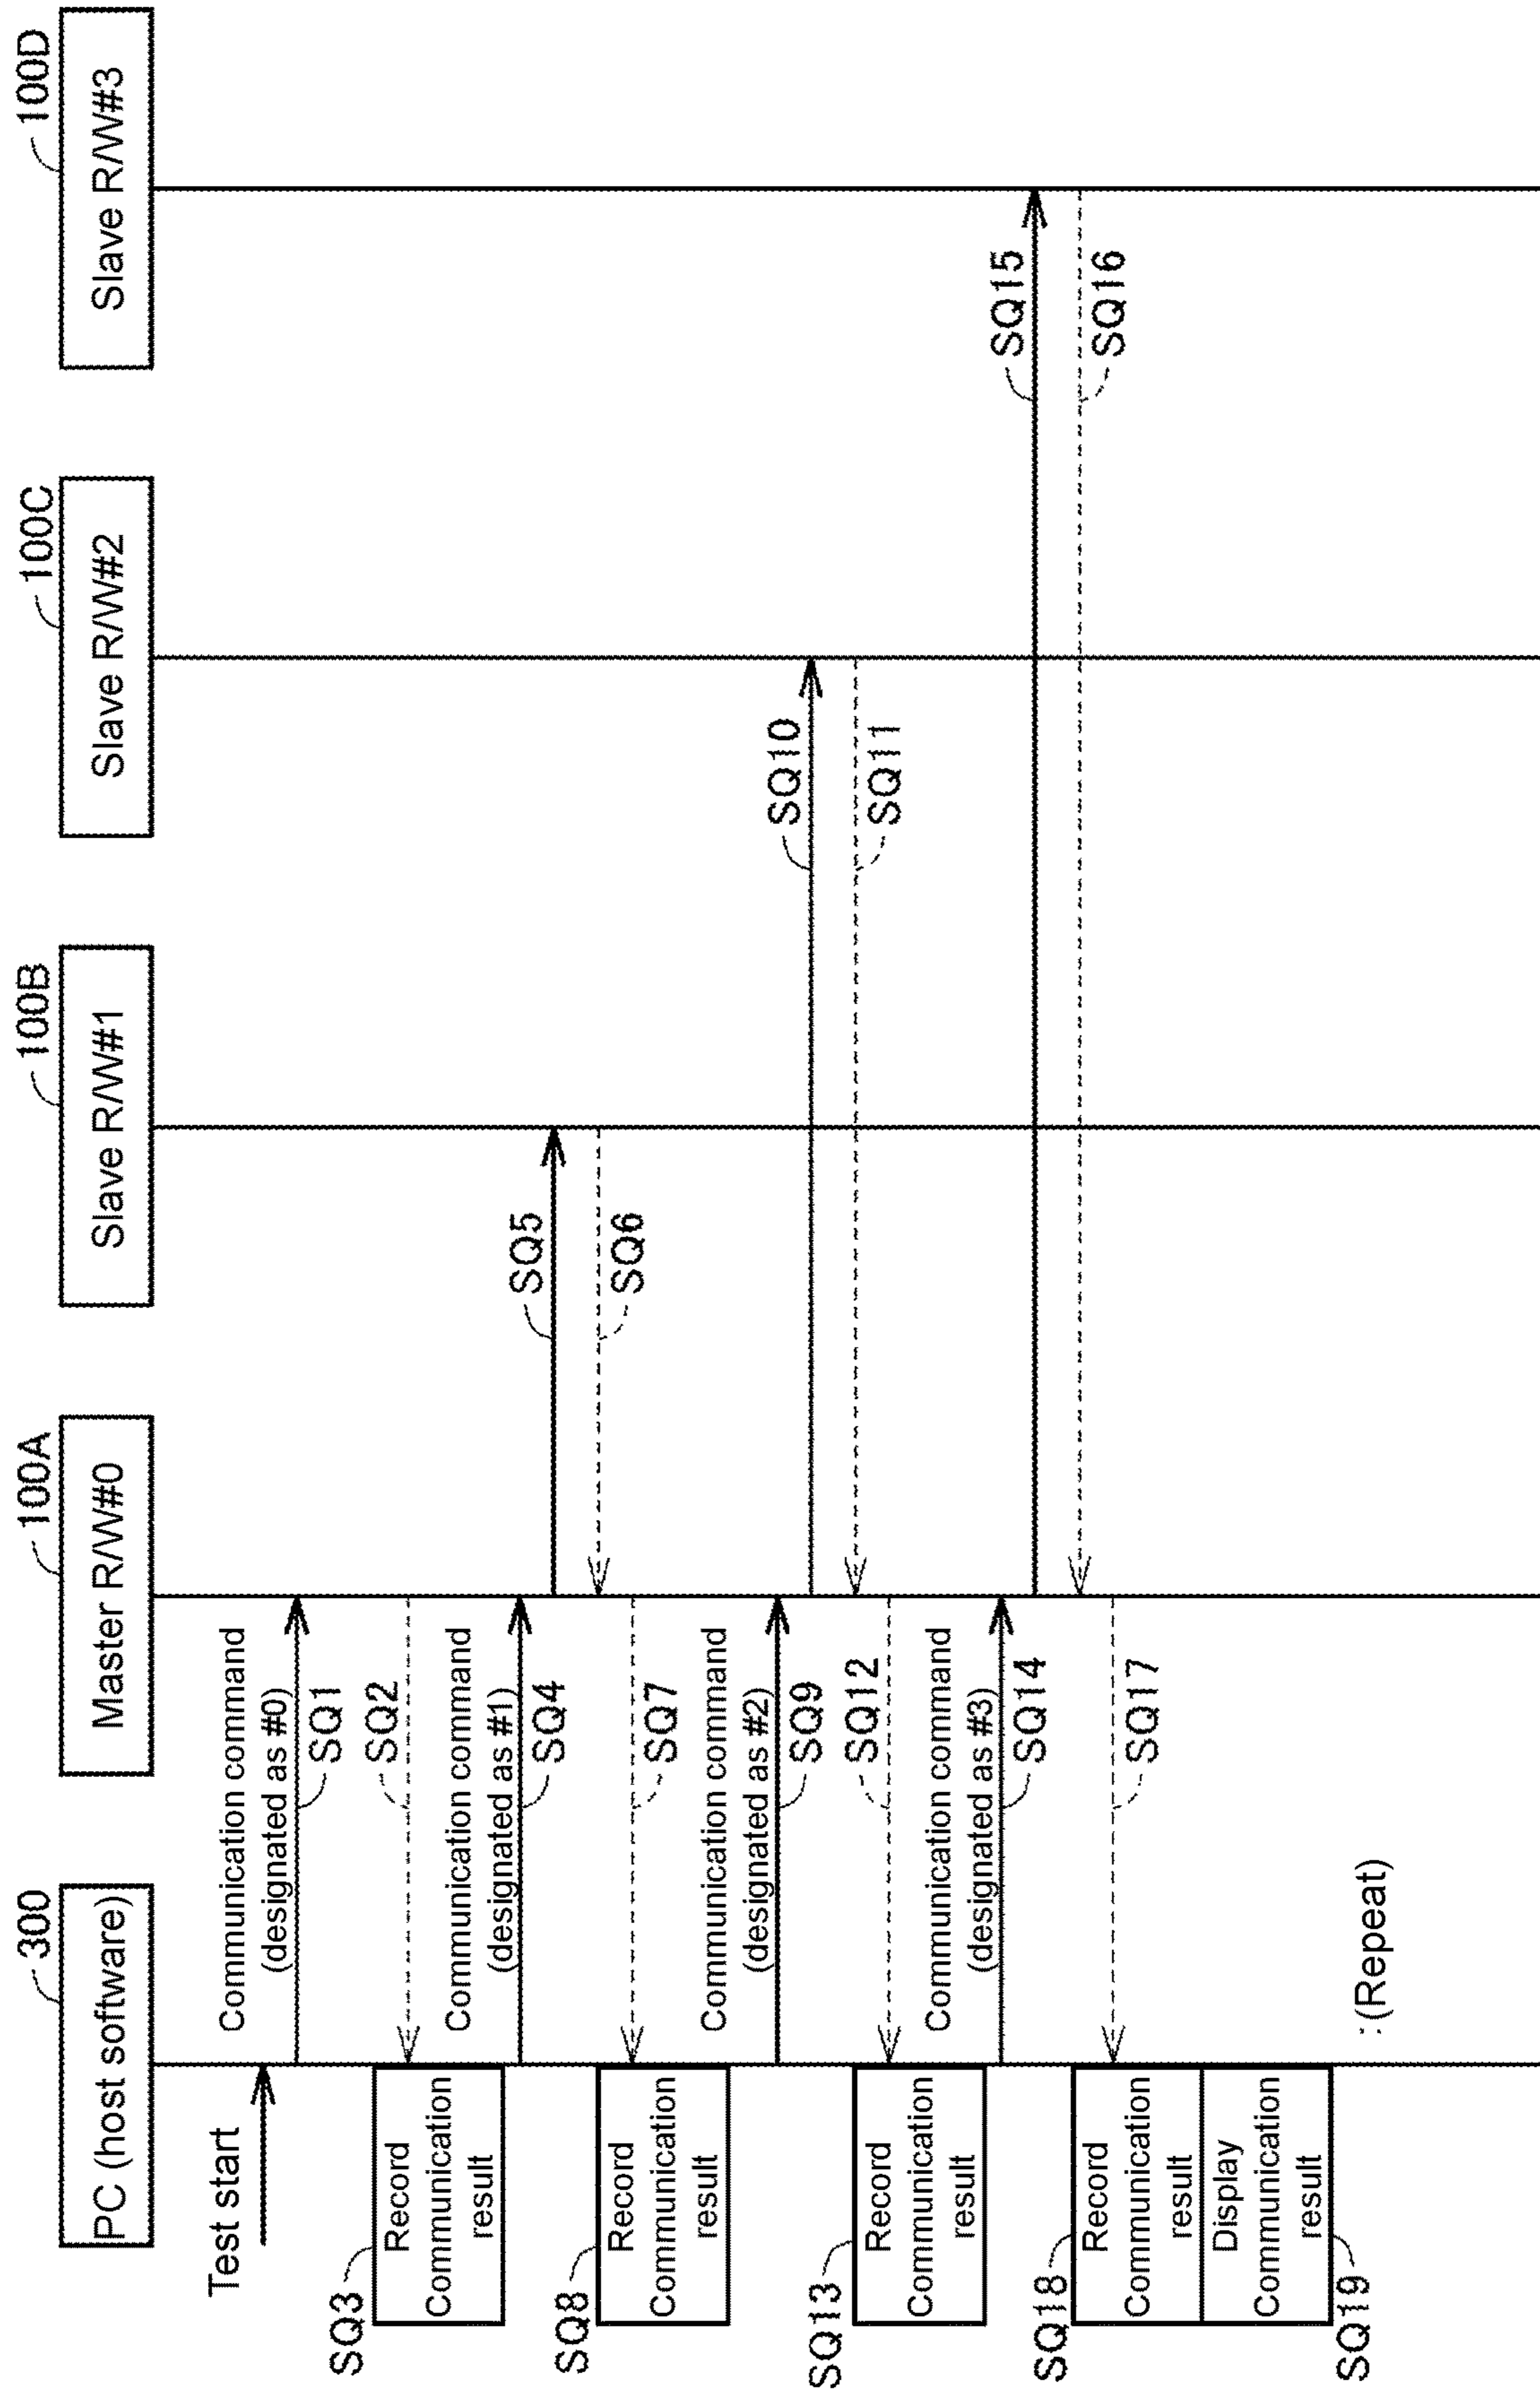 300
PC (host software)
100A
Master R/W#0
100B
Slave R/W#1
100C
Slave R/W#2
100D
Slave R/W#3
Test start
Communication command
(designated as #0)
SQ1
SQ2
SQ3
Record
Communication
result
Communication command
(designated as #1)
SQ4
SQ5
SQ6
SQ7
SQ8
Record
Communication
result
Communication command
(designated as #2)
SQ9
SQ10
SQ11
SQ12
SQ13
Record
Communication
result
Communication command
(designated as #3)
SQ14
SQ15
SQ16
SQ17
SQ18
Record
Communication
result
Display
Communication
result
SQ19
: (Repeat)